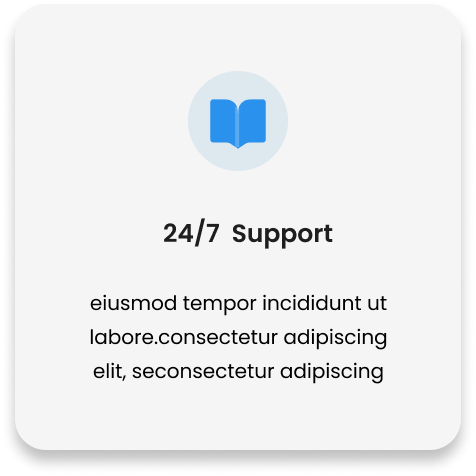 24/7 Support
eiusmod tempor incididunt ut
labore.consectetur adipiscing
elit, seconsectetur adipiscing